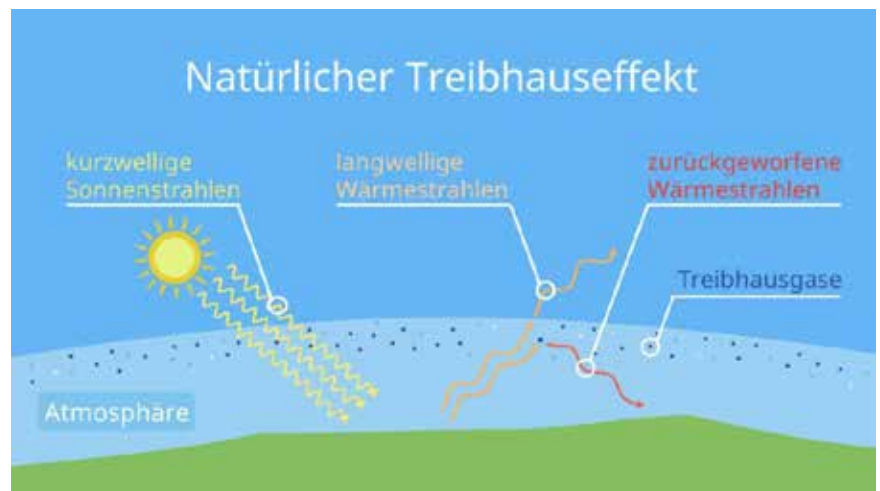 Natürlicher Treibhauseffekt
kurzwellige
Sonnenstrahlen
langwellige
Wärmestrahlen
zurückgeworfene
Wärmestrahlen
Treibhausgase
Atmosphäre